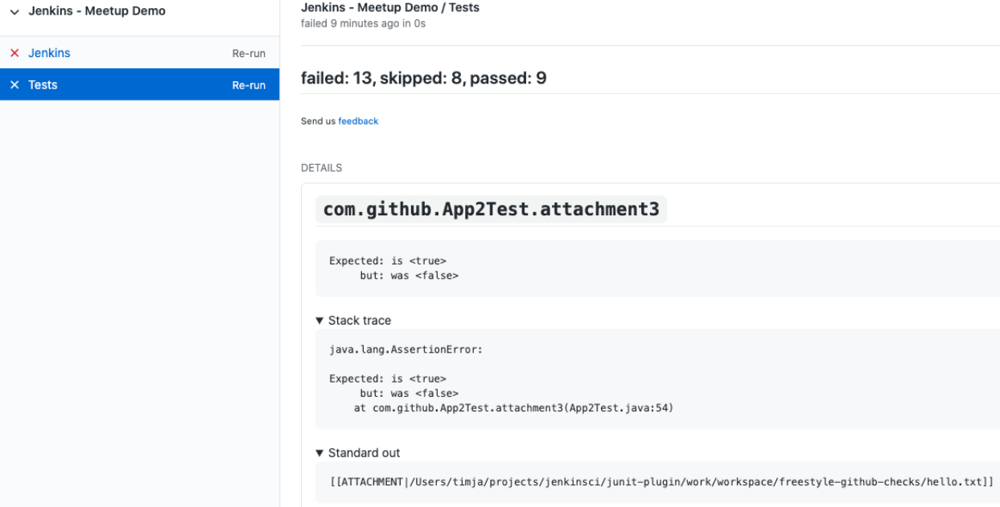 Jenkins - Meetup Demo
Jenkins Re-run
Tests Re-run
Jenkins - Meetup Demo / Tests
failed 9 minutes ago in 0s
failed: 13, skipped: 8, passed: 9
Send us feedback
DETAILS
com.github.App2Test.attachment3
Expected: is <true>
     but: was <false>
Stack trace
java.lang.AssertionError:
Expected: is <true>
     but: was <false>
    at com.github.App2Test.attachment3(App2Test.java:54)
Standard out
[[ATTACHMENT|/Users/timja/projects/jenkinsci/junit-plugin/work/workspace/freestyle-github-checks/hello.txt]]